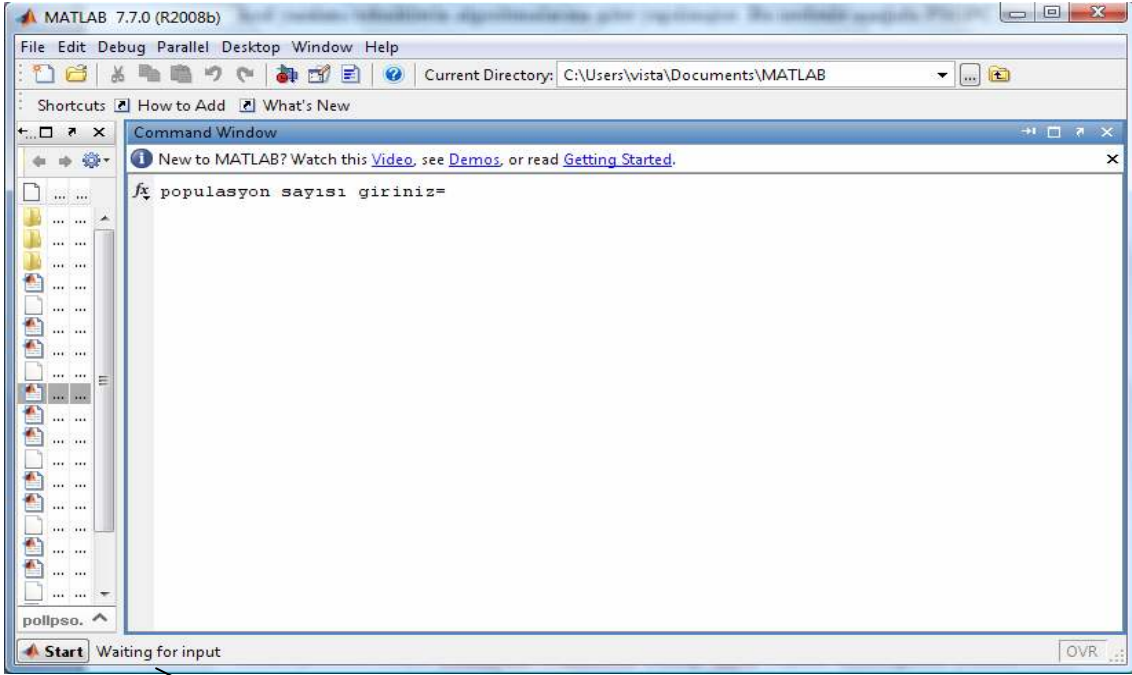 MATLAB 7.7.0 (R2008b)
File Edit Debug Parallel Desktop Window Help
Current Directory: C:\Users\vista\Documents\MATLAB
Shortcuts How to Add What's New
Command Window
New to MATLAB? Watch this Video, see Demos, or read Getting Started.
fx populasyon sayısı giriniz=
pollpso.
Start Waiting for input
OVR